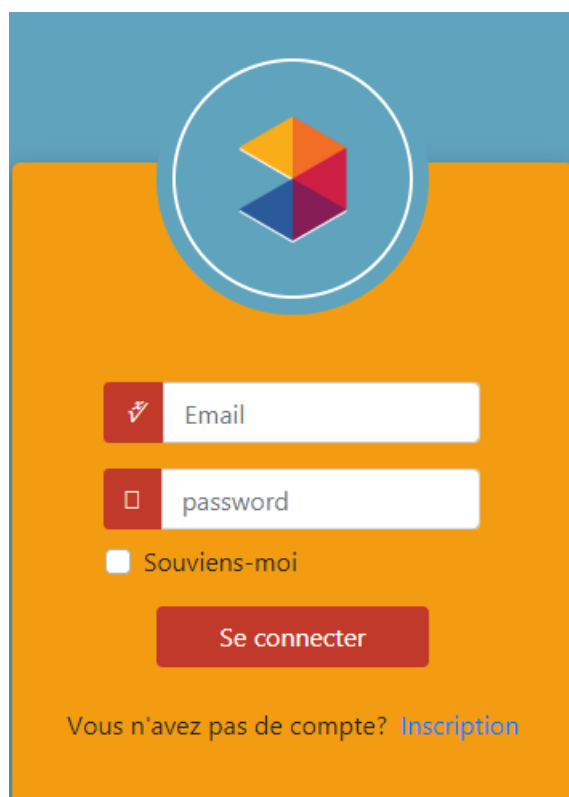 Email
password
Souviens-moi
Se connecter
Vous n'avez pas de compte? Inscription